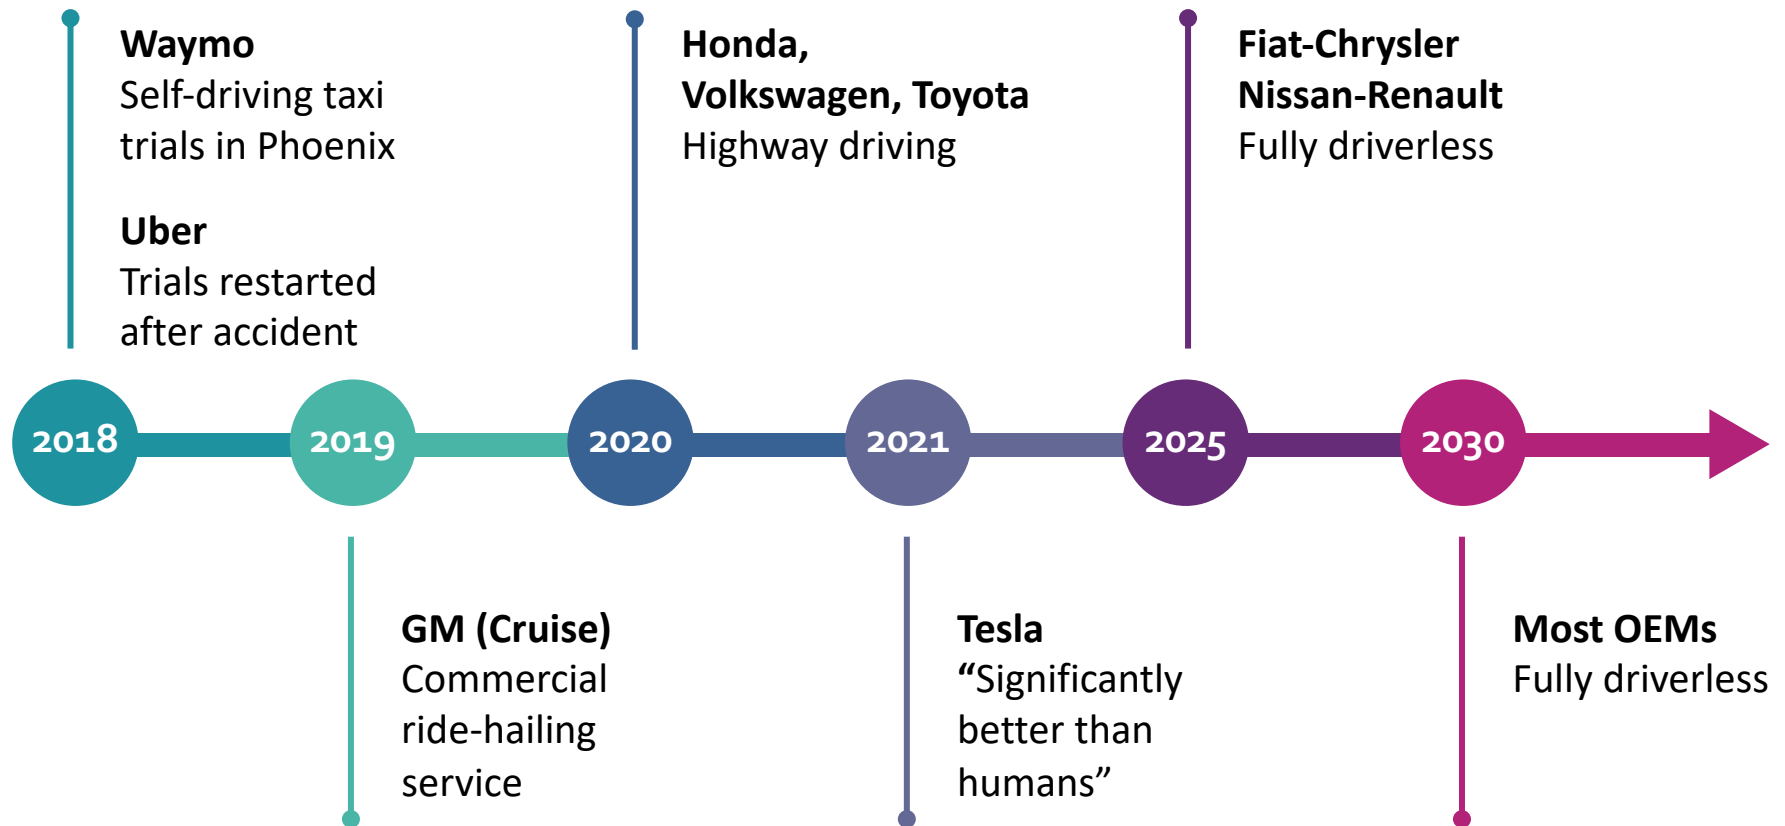 Waymo
Self-driving taxi
trials in Phoenix
Uber
Trials restarted
after accident
Honda,
Volkswagen, Toyota
Highway driving
Fiat-Chrysler
Nissan-Renault
Fully driverless
2018
2019
2020
2021
2025
2030
GM (Cruise)
Commercial
ride-hailing
service
Tesla
“Significantly
better than
humans”
Most OEMs
Fully driverless